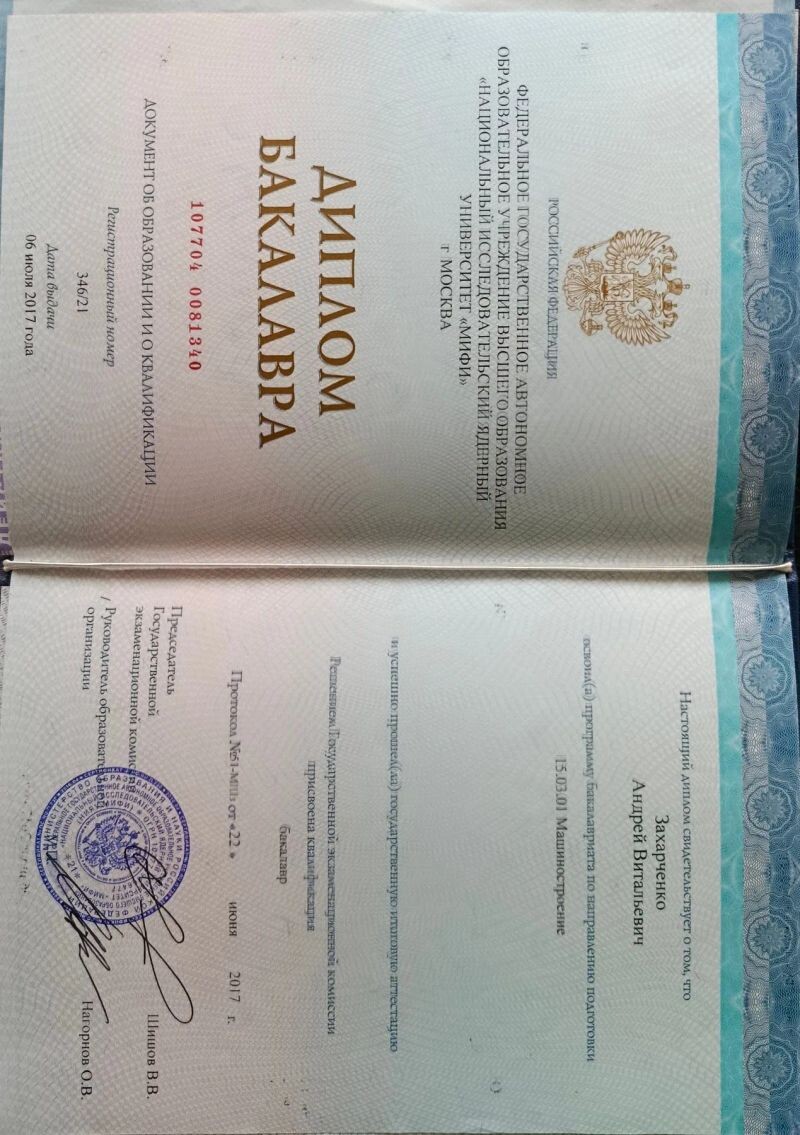 РОССИЙСКАЯ ФЕДЕРАЦИЯ
ФЕДЕРАЛЬНОЕ ГОСУДАРСТВЕННОЕ АВТОНОМНОЕ
ОБРАЗОВАТЕЛЬНОЕ УЧРЕЖДЕНИЕ ВЫСШЕГО ОБРАЗОВАНИЯ
«НАЦИОНАЛЬНЫЙ ИССЛЕДОВАТЕЛЬСКИЙ ЯДЕРНЫЙ
УНИВЕРСИТЕТ «МИФИ»
г МОСКВА
ДИПЛОМ
БАКАЛАВРА
107704 0081340
ДОКУМЕНТ ОБ ОБРАЗОВАНИИ И О КВАЛИФИКАЦИИ
Регистрационный номер
346/21
Дата выдачи
06 июля 2017 года
Настоящий диплом свидетельствует о том, что
Захарченко
Андрей Витальевич
освоил(а) программу бакалавриата по направлению подготовки
15.03.01 Машиностроение
и успешно прошел(ла) государственную итоговую аттестацию
Решением Государственной экзаменационной комиссии
присвоена квалификация
бакалавр
Протокол №61-МШ от «22 » июня 2017 г.
Председатель
Государственной
экзаменационной
Шишов В.В.
/ Руководитель
организации
Нагорнов О.В.